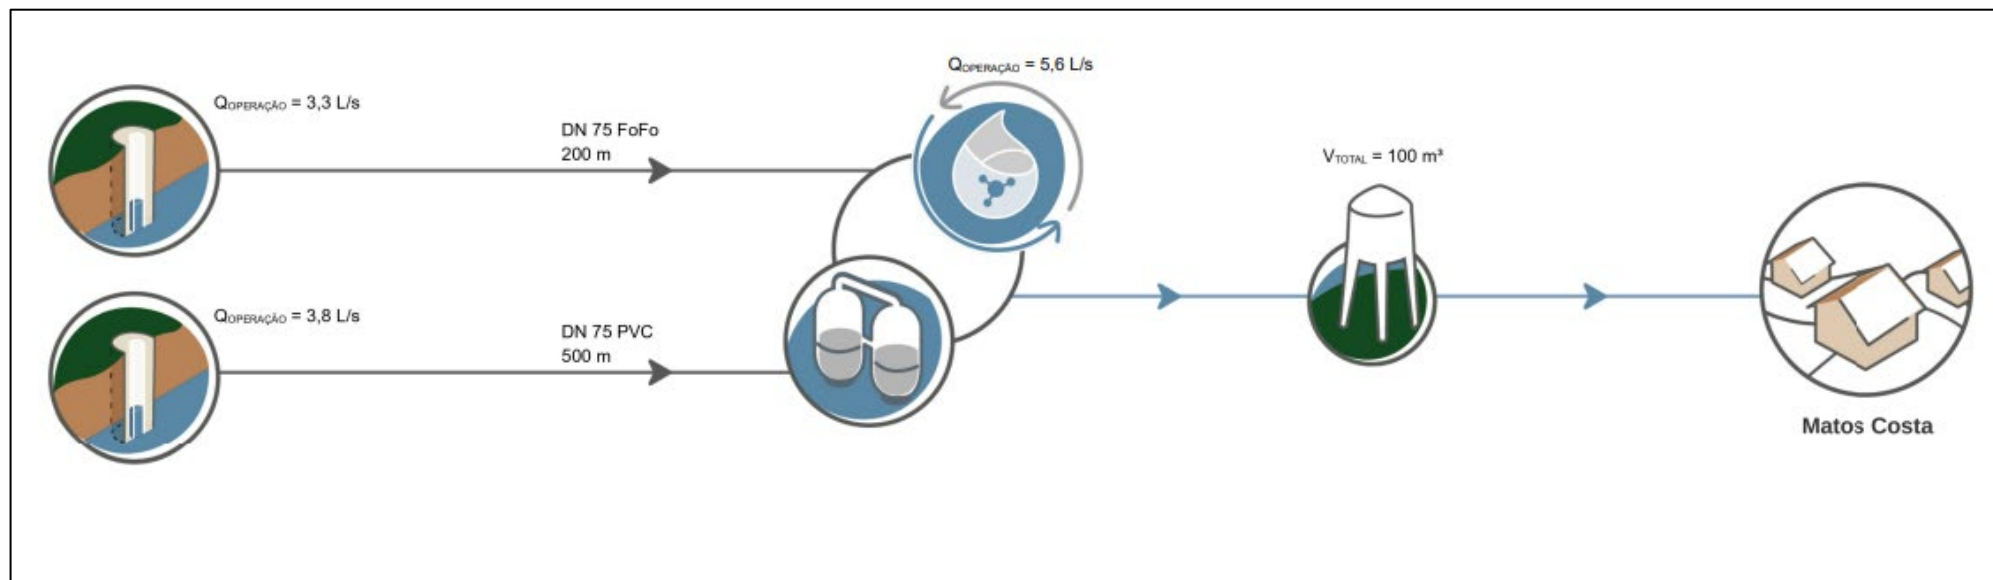 QOPERAÇÃO = 5,6 L/s
QOPERAÇÃO = 3,3 L/s
DN 75 FoFo
200 m
VTOTAL = 100 m³
QOPERAÇÃO = 3,8 L/s
DN 75 PVC
500 m
Matos Costa